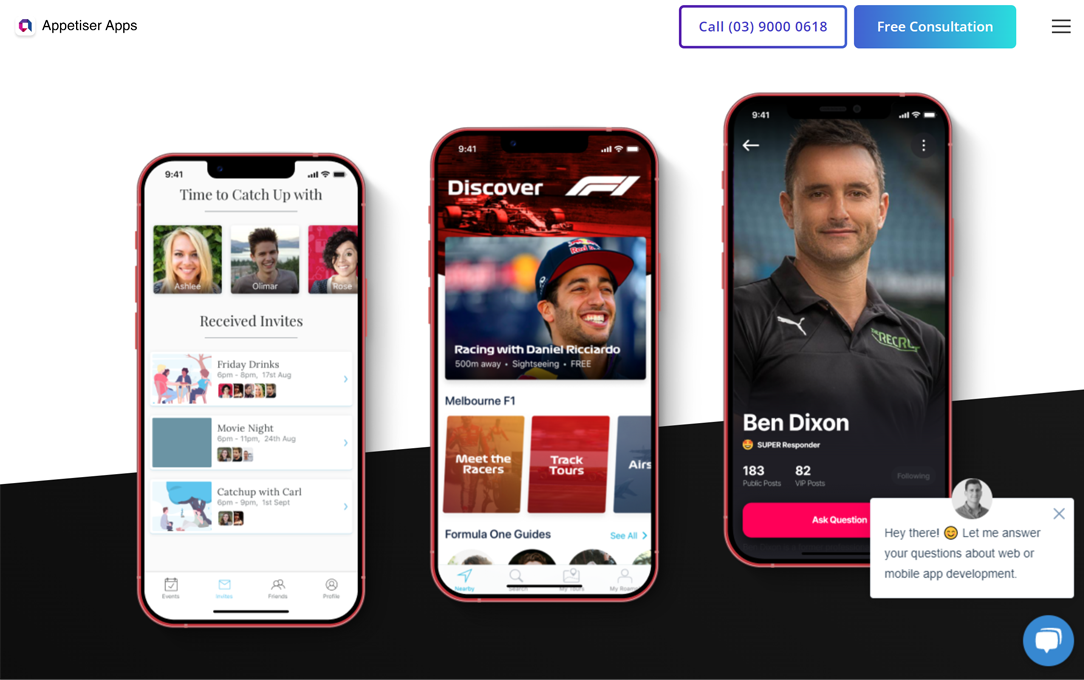 Appetiser Apps
Call (03) 9000 0618
Free Consultation
9:41
Time to Catch Up with
Ashlee
Olimar
Rose
Received Invites
Friday Drinks
6pm - 8pm, 17st Aug
Movie Night
6pm - 11pm, 24th Aug
Catchup with Carl
6pm - 9pm, 1st Sept
Events
Invites
Friends
Profile
9:41
Discover
F1
Racing with Daniel Ricciardo
500m away • Sightseeing • FREE
Melbourne F1
Meet the
Racers
Track
Tours
Airs
Formula One Guides
See All
Nearby
Search
My Tours
9:41
Ben Dixon
SUPER Responder
183
Public Posts
82
VIP Posts
Following
Ask Question
Hey there! 😊 Let me answer
your questions about web or
mobile app development.